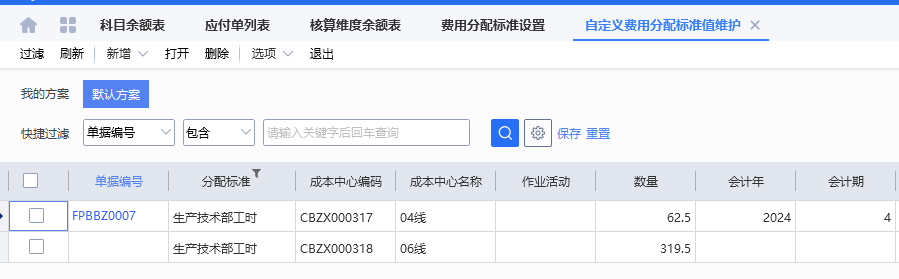 科目余额表 应付单列表 核算维度余额表 费用分配标准设置 自定义费用分配标准值维护
过滤 刷新 新增 打开 删除 选项 退出
我的方案 默认方案
快捷过滤 单据编号 包含 请输入关键字后回车查询 保存 重置
单据编号 分配标准 成本中心编码 成本中心名称 作业活动 数量 会计年 会计期
FPBBZ0007 生产技术部工时 CBZX000317 04线 62.5 2024 4
生产技术部工时 CBZX000318 06线 319.5